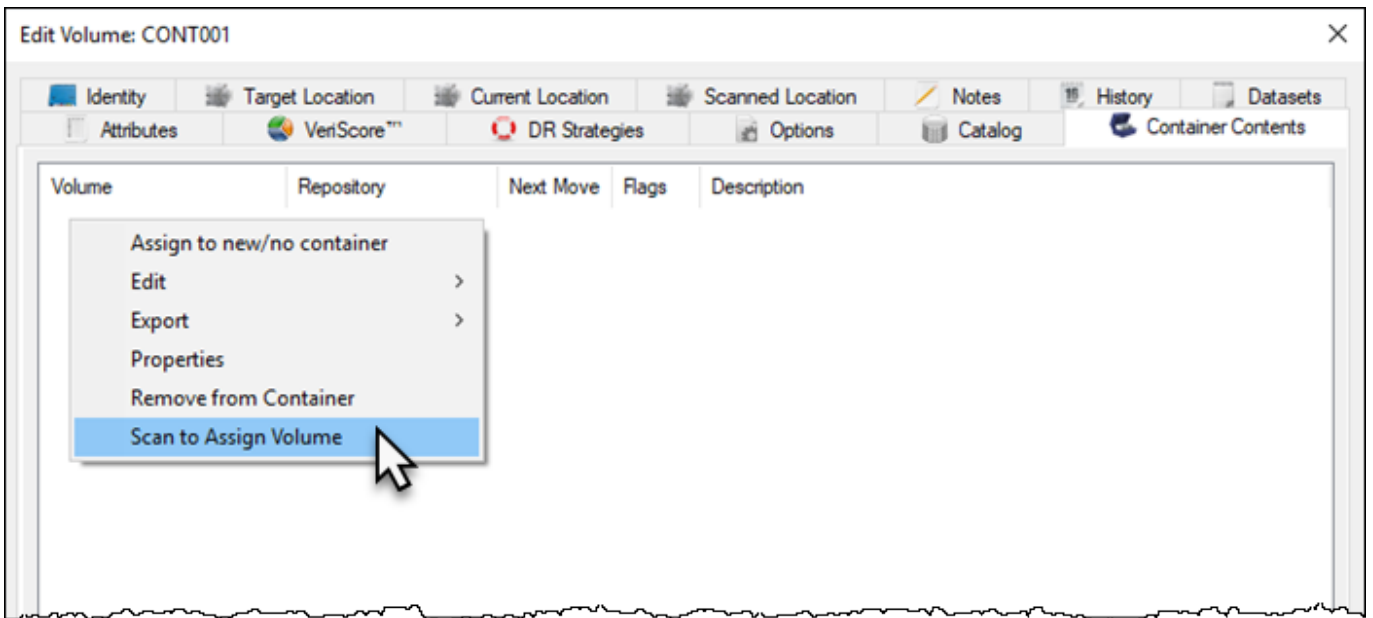 Edit Volume: CONT001
Identity Target Location Current Location Scanned Location Notes History Datasets
Attributes VeriScore™ DR Strategies Options Catalog Container Contents
Volume Repository Next Move Flags Description
Assign to new/no container
Edit
Export
Properties
Remove from Container
Scan to Assign Volume